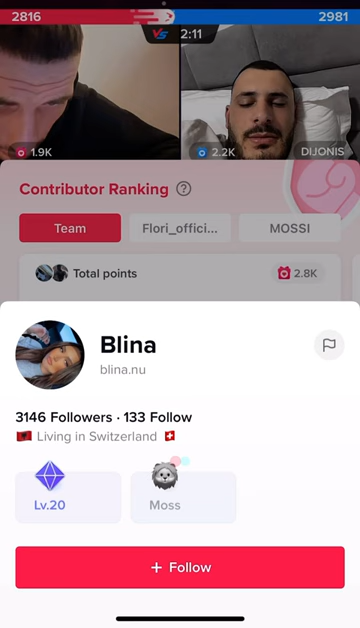 2816
2981
VS 2:11
1.9K
2.2K
DIJONIS
Contributor Ranking ?
Team
Flori_offici...
MOSSI
Total points
2.8K
Blina
blina.nu
3146 Followers · 133 Follow
🇦🇱 Living in Switzerland 🇨🇭
Lv.20
Moss
+ Follow